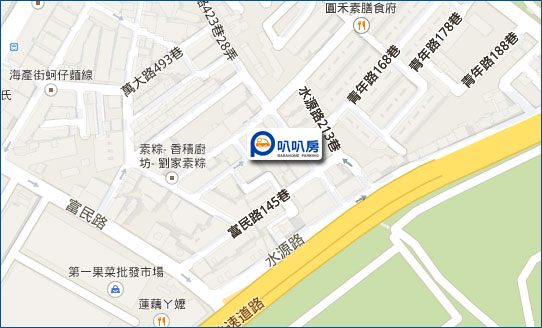 圓禾素膳食府
路423巷28弄
萬大路493巷
海產街蚵仔麵線
氏
青年路168巷
青年路178巷
青年路188巷
水源路213巷
叭叭房
BABAHOME PARKING
素粽- 香積廚
坊- 劉家素粽
富民路
富民路145巷
水源路
第一果菜批發市場
蓮藕丫嬤
速道路